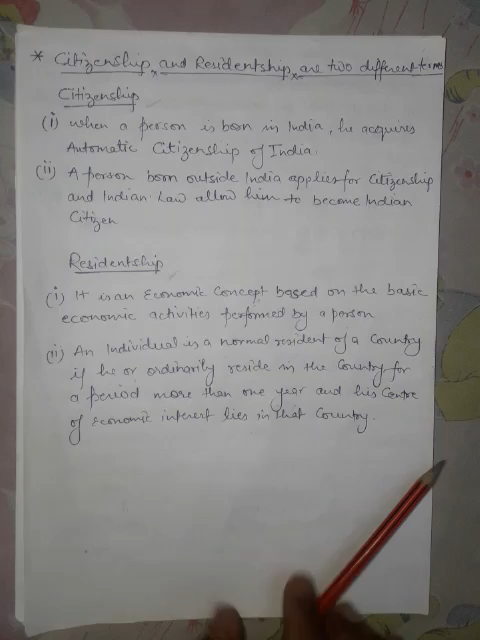 * Citizenship and Residentship are two different terms
Citizenship
(i) when a person is born in India, he acquires
Automatic Citizenship of India.
(ii) A person born outside India applies for Citizenship
and Indian Law allow him to become Indian
Citizen
Residentship
(i) It is an Economic Concept based on the basic
economic activities performed by a person
(ii) An Individual is a normal resident of a Country
if he or ordinarily reside in the Country for
a period more than one year and his Centre
of economic interest lies in that Country.